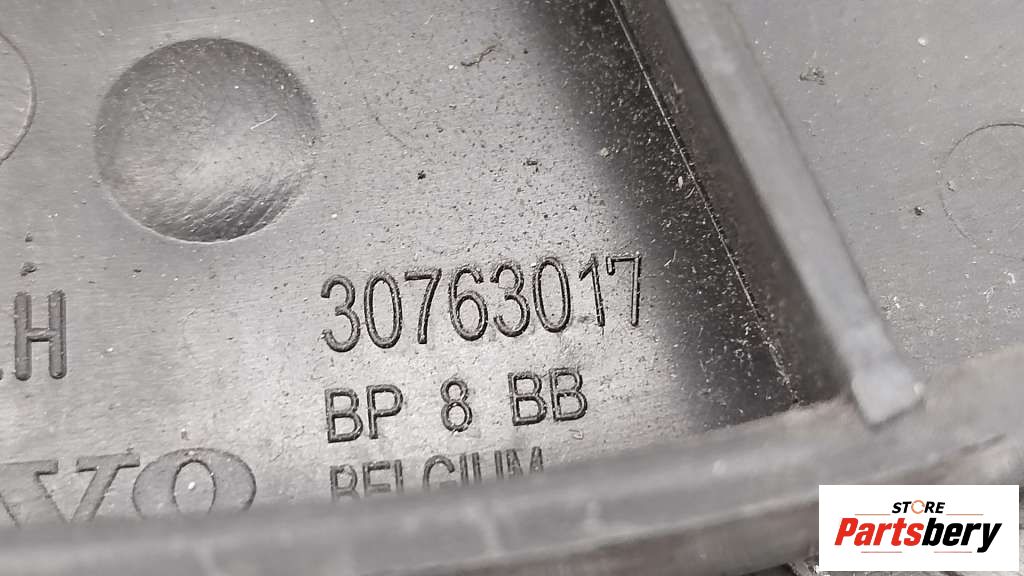 30763017
.H
BP 8 BB
BELGIUM
STORE
Partsbery